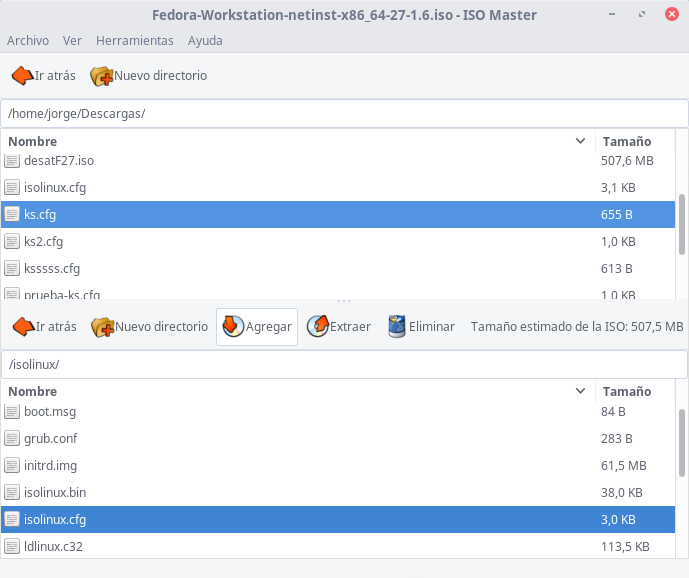 Fedora-Workstation-netinst-x86_64-27-1.6.iso - ISO Master
Archivo Ver Herramientas Ayuda
Ir atrás Nuevo directorio
/home/jorge/Descargas/
Nombre Tamaño
desatF27.iso 507,6 MB
isolinux.cfg 3,1 KB
ks.cfg 655 B
ks2.cfg 1,0 KB
ksssss.cfg 613 B
prueba-ks.cfg 1,0 KB
Ir atrás Nuevo directorio Agregar Extraer Eliminar Tamaño estimado de la ISO: 507,5 MB
/isolinux/
Nombre Tamaño
boot.msg 84 B
grub.conf 283 B
initrd.img 61,5 MB
isolinux.bin 38,0 KB
isolinux.cfg 3,0 KB
ldlinux.c32 113,5 KB